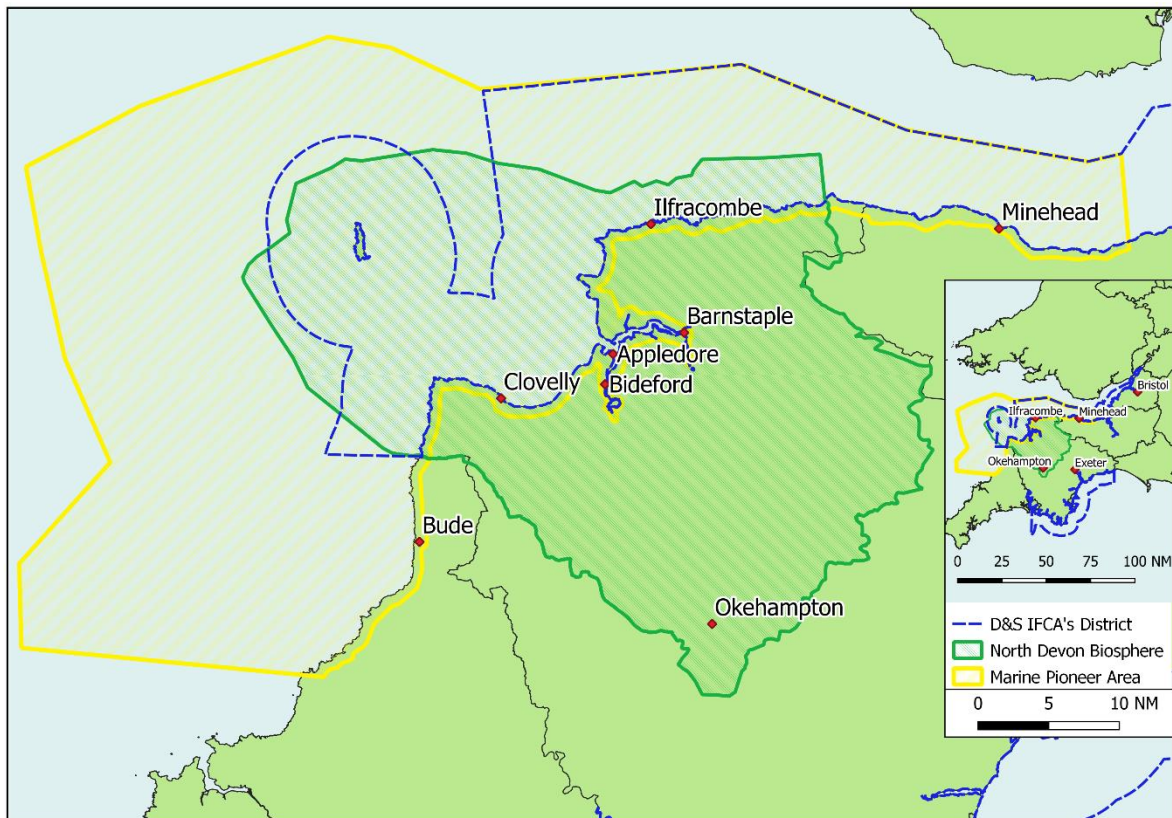 Ilfracombe
Minehead
Barnstaple
Appledore
Bideford
Clovelly
Bude
Okehampton
Bristol
Ilfracombe
Minehead
Okehampton
Exeter
0 25 50 75 100 NM
D&S IFCA's District
North Devon Biosphere
Marine Pioneer Area
0 5 10 NM